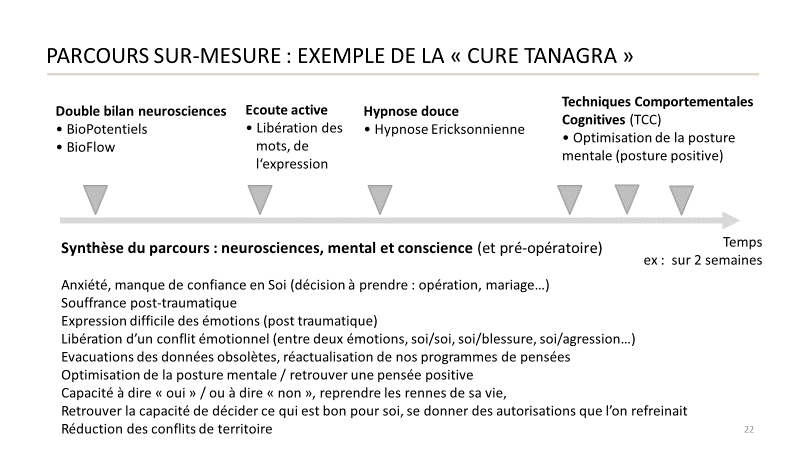 PARCOURS SUR-MESURE : EXEMPLE DE LA « CURE TANAGRA »
Double bilan neurosciences
• BioPotentiels
• BioFlow
Ecoute active
• Libération des
mots, de
l'expression
Hypnose douce
• Hypnose Ericksonnienne
Techniques Comportementales
Cognitives (TCC)
• Optimisation de la posture
mentale (posture positive)
Temps
ex : sur 2 semaines
Synthèse du parcours : neurosciences, mental et conscience (et pré-opératoire)
Anxiété, manque de confiance en Soi (décision à prendre : opération, mariage…)
Souffrance post-traumatique
Expression difficile des émotions (post traumatique)
Libération d'un conflit émotionnel (entre deux émotions, soi/soi, soi/blessure, soi/agression…)
Evacuations des données obsolètes, réactualisation de nos programmes de pensées
Optimisation de la posture mentale / retrouver une pensée positive
Capacité à dire « oui » / ou à dire « non », reprendre les rennes de sa vie,
Retrouver la capacité de décider ce qui est bon pour soi, se donner des autorisations que l'on refreinait
Réduction des conflits de territoire
22